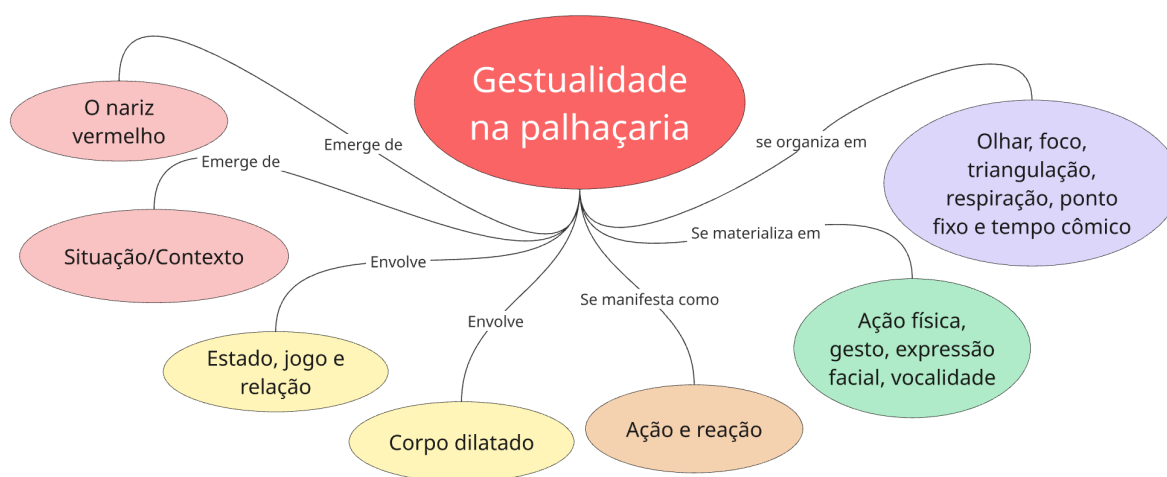 Gestualidade
na palhaçaria
O nariz
vermelho
Emerge de
Emerge de
Situação/Contexto
Envolve
Estado, jogo e
relação
Envolve
Corpo dilatado
Se manifesta como
Ação e reação
Se materializa em
Ação física,
gesto, expressão
facial, vocalidade
se organiza em
Olhar, foco,
triangulação,
respiração, ponto
fixo e tempo cômico